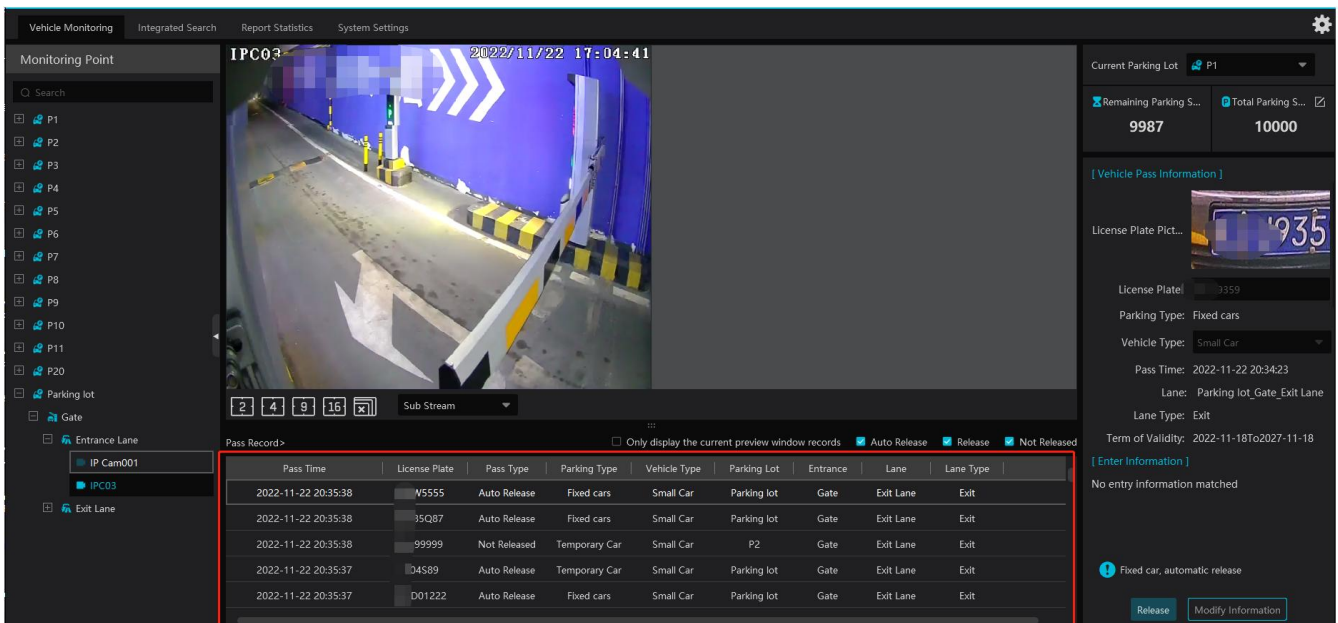 Vehicle Monitoring Integrated Search Report Statistics System Settings
Monitoring Point
Search
P1
P2
P3
P4
P5
P6
P7
P8
P9
P10
P11
P20
Parking lot
Gate
Entrance Lane
IP Cam001
IPC03
Exit Lane
IPC03 2022/11/22 17:04:41
2 4 9 16 Sub Stream
Pass Record> Only display the current preview window records Auto Release Release Not Released
Pass Time License Plate Pass Type Parking Type Vehicle Type Parking Lot Entrance Lane Lane Type
2022-11-22 20:35:38 W5555 Auto Release Fixed cars Small Car Parking lot Gate Exit Lane Exit
2022-11-22 20:35:38 35Q87 Auto Release Fixed cars Small Car Parking lot Gate Exit Lane Exit
2022-11-22 20:35:38 99999 Not Released Temporary Car Small Car P2 Gate Exit Lane Exit
2022-11-22 20:35:37 04S89 Auto Release Temporary Car Small Car Parking lot Gate Exit Lane Exit
2022-11-22 20:35:37 D01222 Auto Release Fixed cars Small Car Parking lot Gate Exit Lane Exit
Current Parking Lot P1
Remaining Parking S... Total Parking S...
9987 10000
[ Vehicle Pass Information ]
License Plate Pict... 935
License Plate 9359
Parking Type: Fixed cars
Vehicle Type: Small Car
Pass Time: 2022-11-22 20:34:23
Lane: Parking lot_Gate_Exit Lane
Lane Type: Exit
Term of Validity: 2022-11-18To2027-11-18
[ Enter Information ]
No entry information matched
Fixed car, automatic release
Release Modify Information